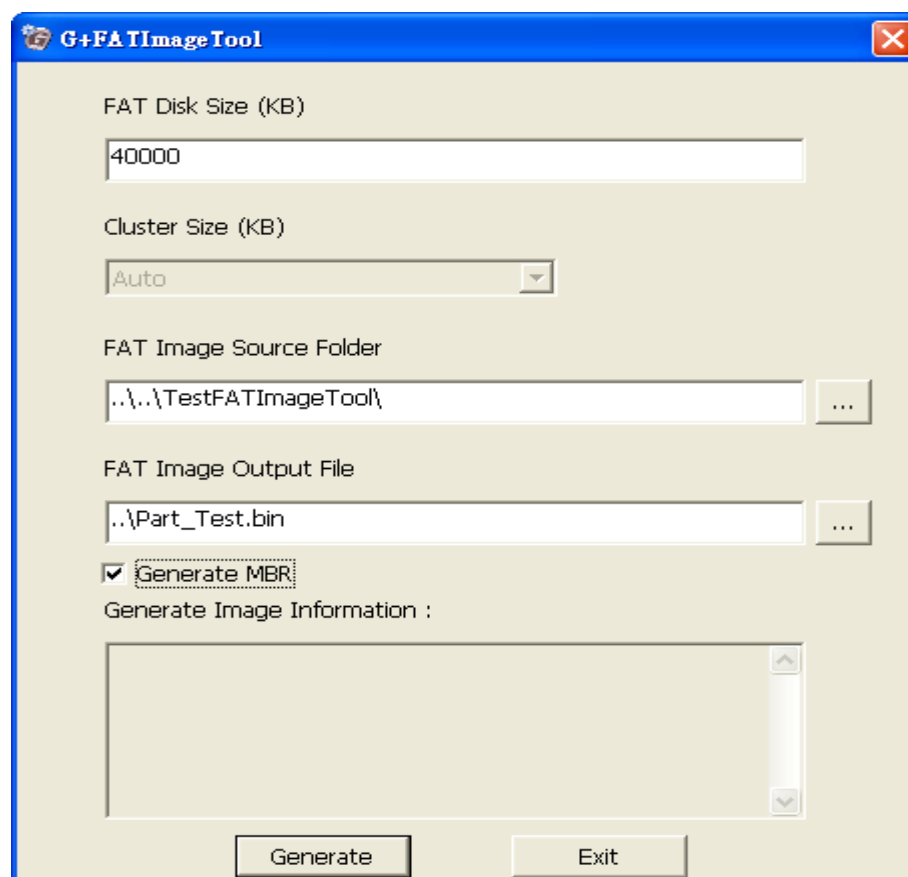 G+FATImageTool
FAT Disk Size (KB)
40000
Cluster Size (KB)
Auto
FAT Image Source Folder
..\..\TestFATImageTool\
...
FAT Image Output File
..\Part_Test.bin
...
Generate MBR
Generate Image Information :
Generate
Exit